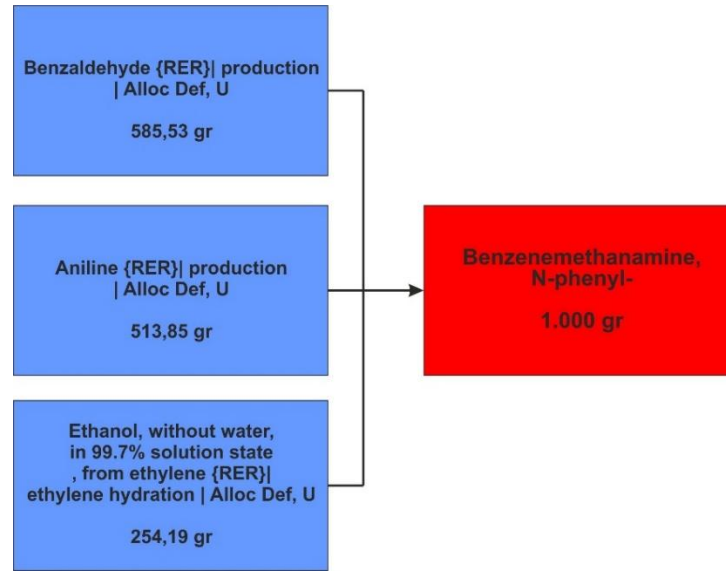 Benzaldehyde {RER}| production
| Alloc Def, U
585,53 gr
Aniline {RER}| production
| Alloc Def, U
513,85 gr
Ethanol, without water,
in 99.7% solution state
, from ethylene {RER}|
ethylene hydration | Alloc Def, U
254,19 gr
Benzenemethanamine,
N-phenyl-
1.000 gr